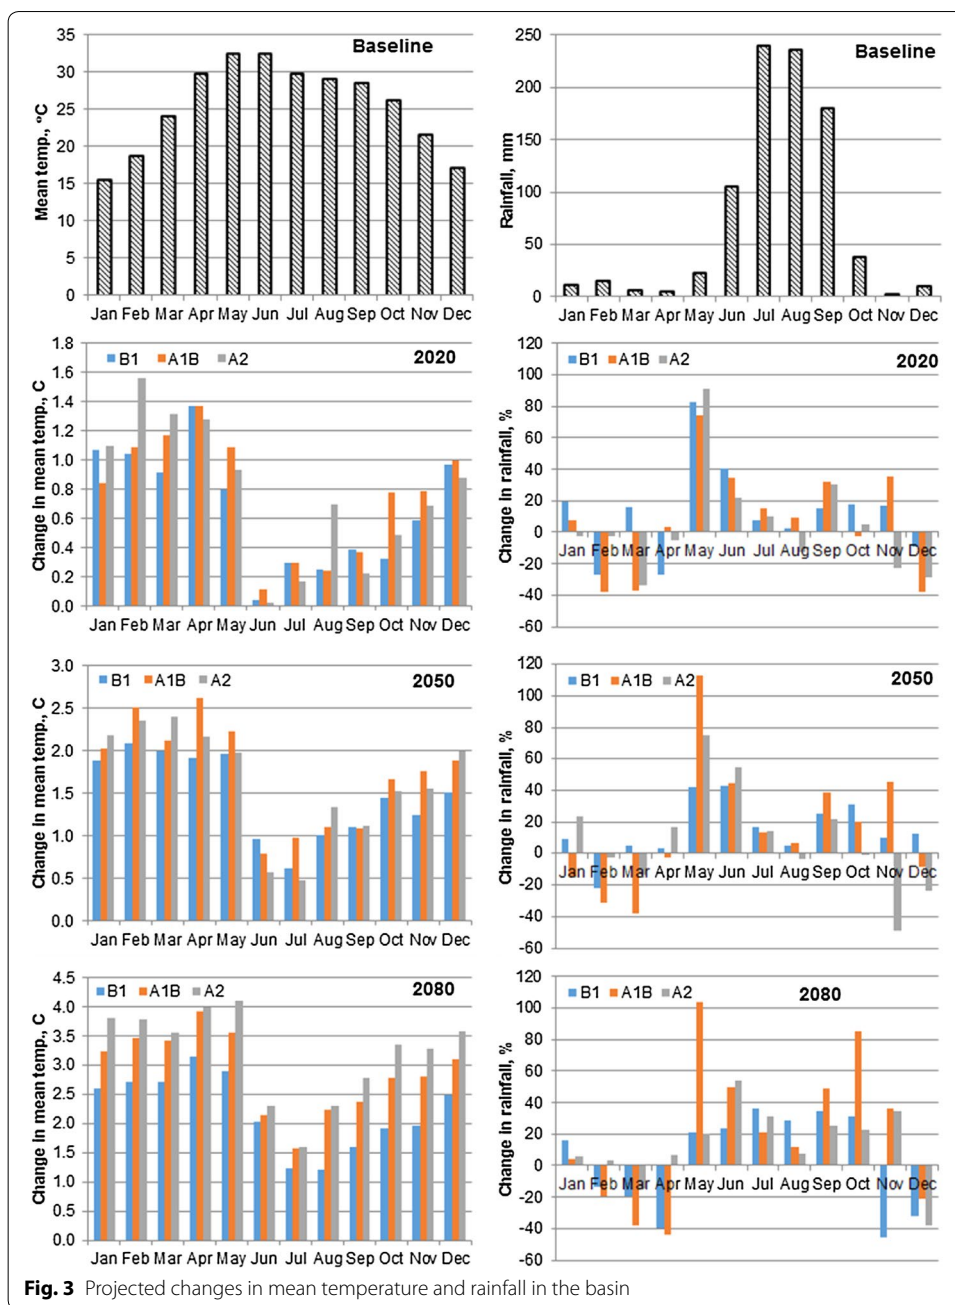 Baseline
35
30
25
20
15
10
5
0
Mean temp., °C
Jan Feb Mar Apr May Jun Jul Aug Sep Oct Nov Dec
Baseline
250
200
150
100
50
0
Rainfall, mm
Jan Feb Mar Apr May Jun Jul Aug Sep Oct Nov Dec
B1 A1B A2 2020
1.8
1.6
1.4
1.2
1.0
0.8
0.6
0.4
0.2
0.0
Change in mean temp., C
Jan Feb Mar Apr May Jun Jul Aug Sep Oct Nov Dec
B1 A1B A2 2020
120
100
80
60
40
20
0
-20
-40
-60
Change in rainfall, %
Jan Feb Mar Apr May Jun Jul Aug Sep Oct Nov Dec
B1 A1B A2 2050
3.0
2.5
2.0
1.5
1.0
0.5
0.0
Change in mean temp., C
Jan Feb Mar Apr May Jun Jul Aug Sep Oct Nov Dec
B1 A1B A2 2050
120
100
80
60
40
20
0
-20
-40
-60
Change in rainfall, %
Jan Feb Mar Apr May Jun Jul Aug Sep Oct Nov Dec
B1 A1B A2 2080
4.5
4.0
3.5
3.0
2.5
2.0
1.5
1.0
0.5
0.0
Change in mean temp., C
Jan Feb Mar Apr May Jun Jul Aug Sep Oct Nov Dec
B1 A1B A2 2080
120
100
80
60
40
20
0
-20
-40
-60
Change in rainfall, %
Jan Feb Mar Apr May Jun Jul Aug Sep Oct Nov Dec
Fig. 3 Projected changes in mean temperature and rainfall in the basin